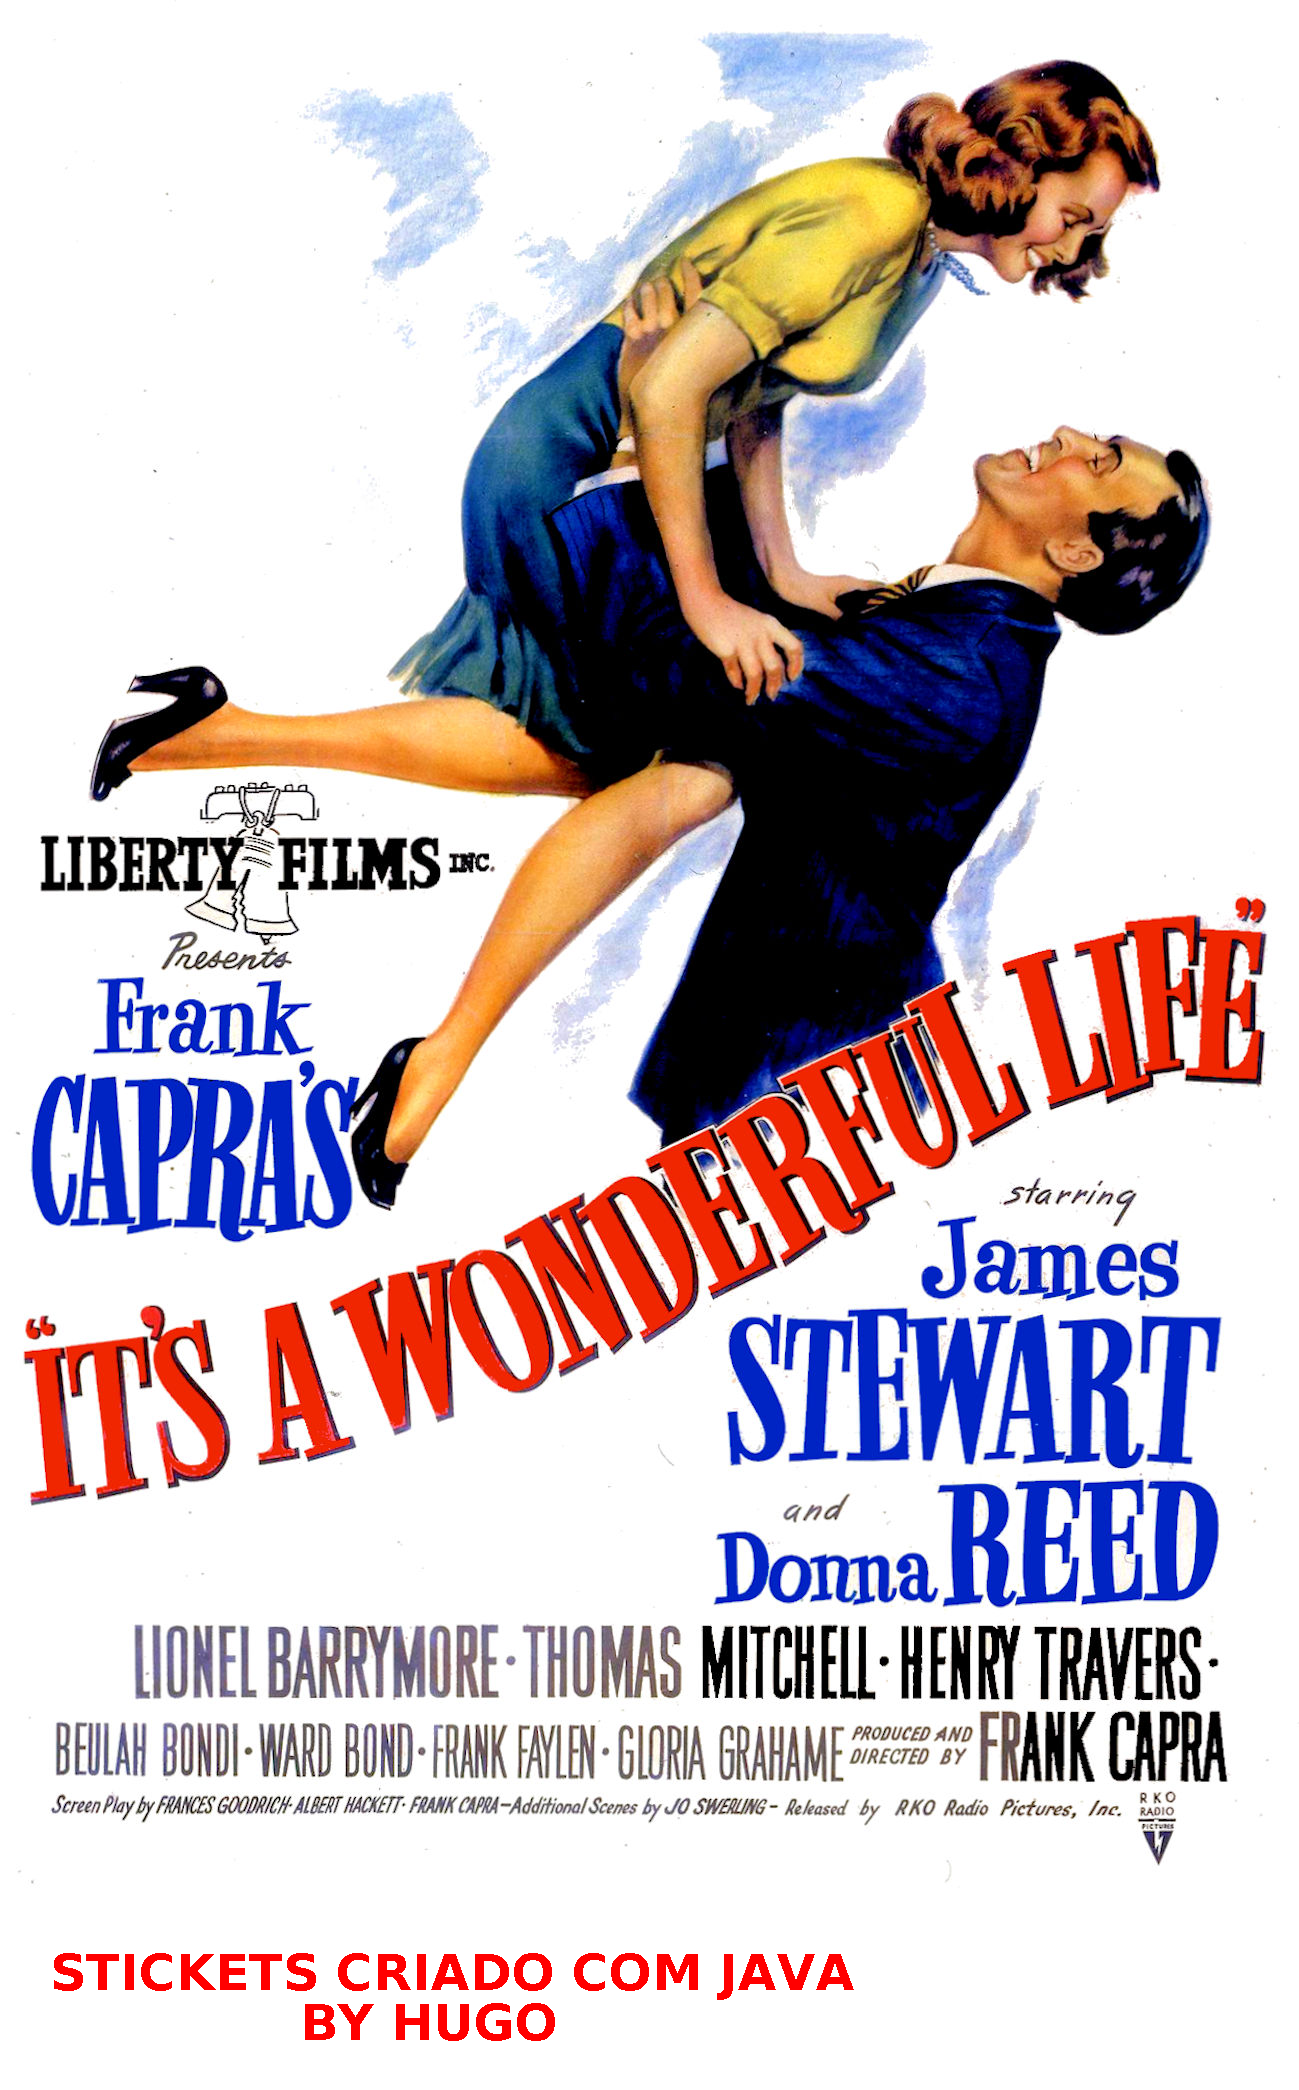 LIBERTY FILMS INC.
Presents
Frank
CAPRA'S
"IT'S A WONDERFUL LIFE"
starring
James
STEWART
and
Donna REED
LIONEL BARRYMORE · THOMAS MITCHELL · HENRY TRAVERS ·
BEULAH BONDI · WARD BOND · FRANK FAYLEN · GLORIA GRAHAME PRODUCED AND DIRECTED BY FRANK CAPRA
Screen Play by FRANCES GOODRICH · ALBERT HACKETT · FRANK CAPRA — Additional Scenes by JO SWERLING - Released by RKO Radio Pictures, Inc.
RKO
RADIO
PICTURES
STICKETS CRIADO COM JAVA
BY HUGO